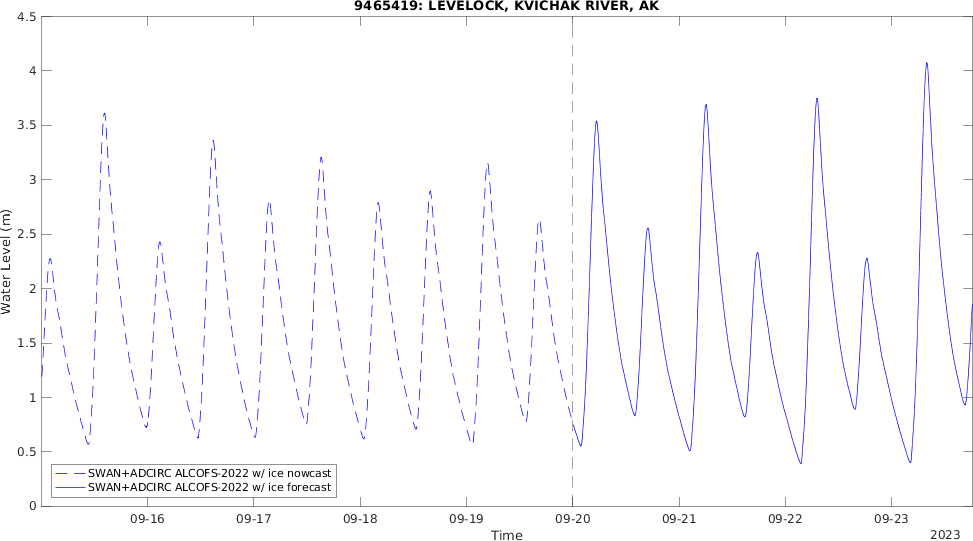 9465419: LEVELOCK, KVICHAK RIVER, AK
4.5
4
3.5
3
2.5
2
1.5
1
0.5
0
Water Level (m)
SWAN+ADCIRC ALCOFS-2022 w/ ice nowcast
SWAN+ADCIRC ALCOFS-2022 w/ ice forecast
09-16 09-17 09-18 09-19 09-20 09-21 09-22 09-23
Time
2023